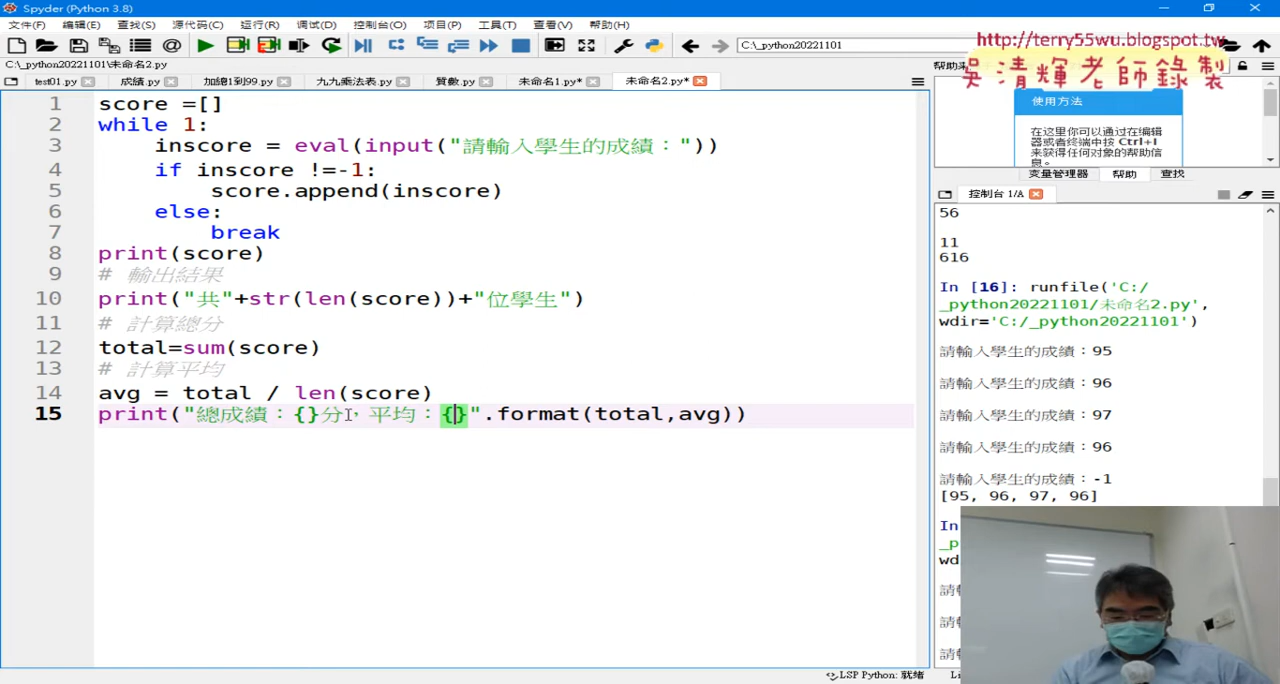 Spyder (Python 3.8)
文件(F) 编辑(E) 查找(S) 源代码(C) 运行(R) 调试(D) 控制台(O) 项目(P) 工具(T) 查看(V) 帮助(H)
C:\_python20221101
http://terry55wu.blogspot.tw
吳清輝老師錄製
C:\_python20221101\未命名2.py
test01.py 成績.py 加總1到99.py 九九乘法表.py 質數.py 未命名1.py* 未命名2.py*
1 score =[]
2 while 1:
3 inscore = eval(input("請輸入學生的成績："))
4 if inscore !=-1:
5 score.append(inscore)
6 else:
7 break
8 print(score)
9 # 輸出結果
10 print("共"+str(len(score))+"位學生")
11 # 計算總分
12 total=sum(score)
13 # 計算平均
14 avg = total / len(score)
15 print("總成績：{}分，平均：{}".format(total,avg))
使用方法
在这里你可以通过在编辑
器或者终端中按 Ctrl+I
来获得任何对象的帮助信
息。
变量管理器 帮助 查找
控制台 1/A
56
11
616
In [16]: runfile('C:/
_python20221101/未命名2.py',
wdir='C:/_python20221101')
請輸入學生的成績：95
請輸入學生的成績：96
請輸入學生的成績：97
請輸入學生的成績：96
請輸入學生的成績：-1
[95, 96, 97, 96]
In
_p
wd
LSP Python: 就绪